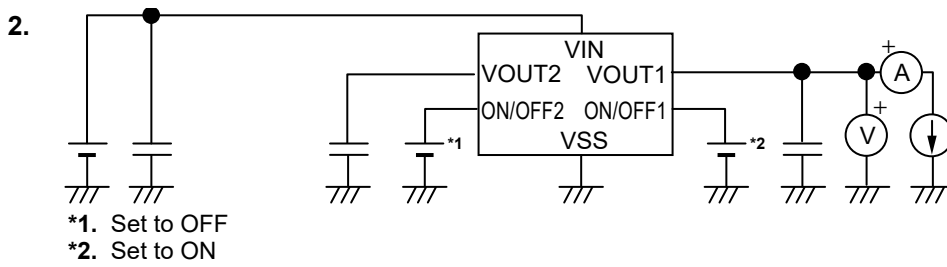 2.
VIN
VOUT2 VOUT1
ON/OFF2 ON/OFF1
VSS
*1
*2
+
A
+
V
*1. Set to OFF
*2. Set to ON